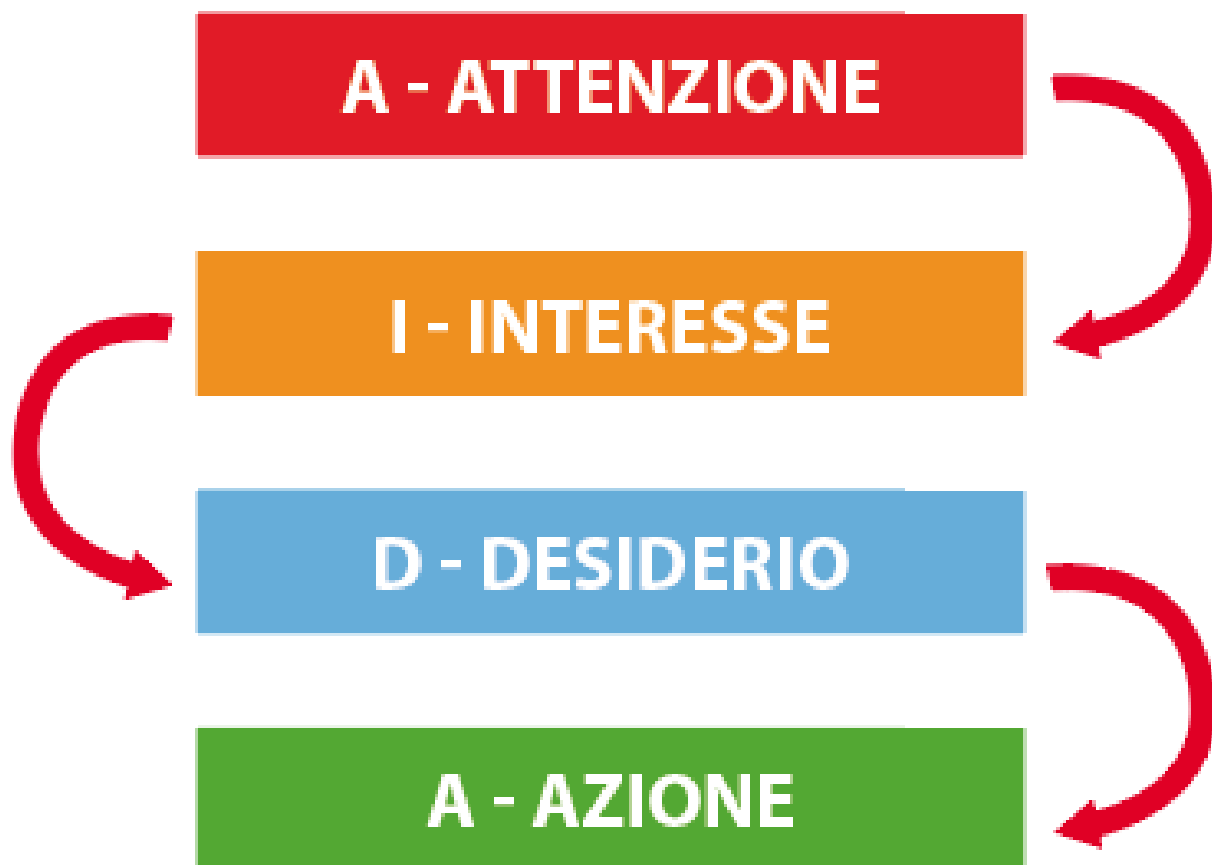 A - ATTENZIONE
I - INTERESSE
D - DESIDERIO
A - AZIONE